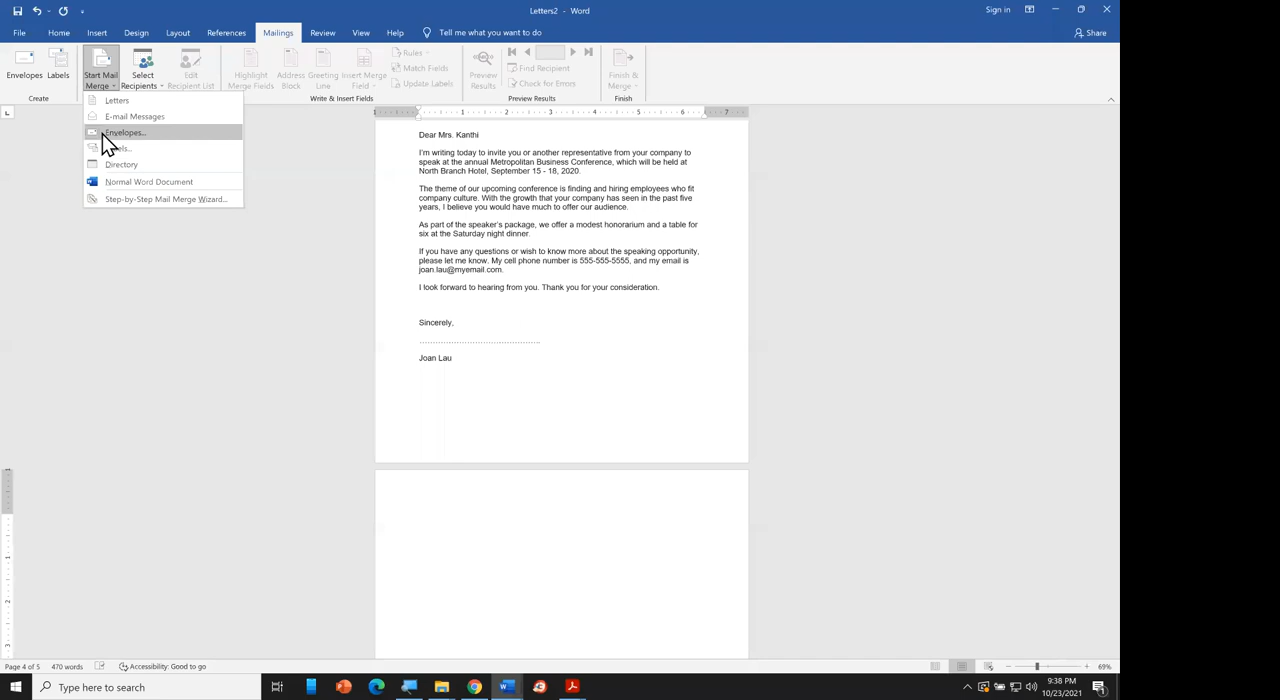 Letters2 - Word
Sign in
File Home Insert Design Layout References Mailings Review View Help Tell me what you want to do
Share
Envelopes Labels
Create
Start Mail Merge
Select Recipients
Edit Recipient List
Highlight Merge Fields
Address Block
Greeting Line
Insert Merge Field
Rules
Match Fields
Update Labels
Write & Insert Fields
Preview Results
Find Recipient
Check for Errors
Preview Results
Finish & Merge
Finish
Letters
E-mail Messages
Envelopes...
Directory
Normal Word Document
Step-by-Step Mail Merge Wizard...
1 1 2 3 4 5 6 7
Dear Mrs. Kanthi
I'm writing today to invite you or another representative from your company to
speak at the annual Metropolitan Business Conference, which will be held at
North Branch Hotel, September 15 - 18, 2020.
The theme of our upcoming conference is finding and hiring employees who fit
company culture. With the growth that your company has seen in the past five
years, I believe you would have much to offer our audience.
As part of the speaker's package, we offer a modest honorarium and a table for
six at the Saturday night dinner.
If you have any questions or wish to know more about the speaking opportunity,
please let me know. My cell phone number is 555-555-5555, and my email is
joan.lau@myemail.com.
I look forward to hearing from you. Thank you for your consideration.
Sincerely,
Joan Lau
Page 4 of 5 470 words Accessibility: Good to go
69%
Type here to search
9:38 PM
10/23/2021